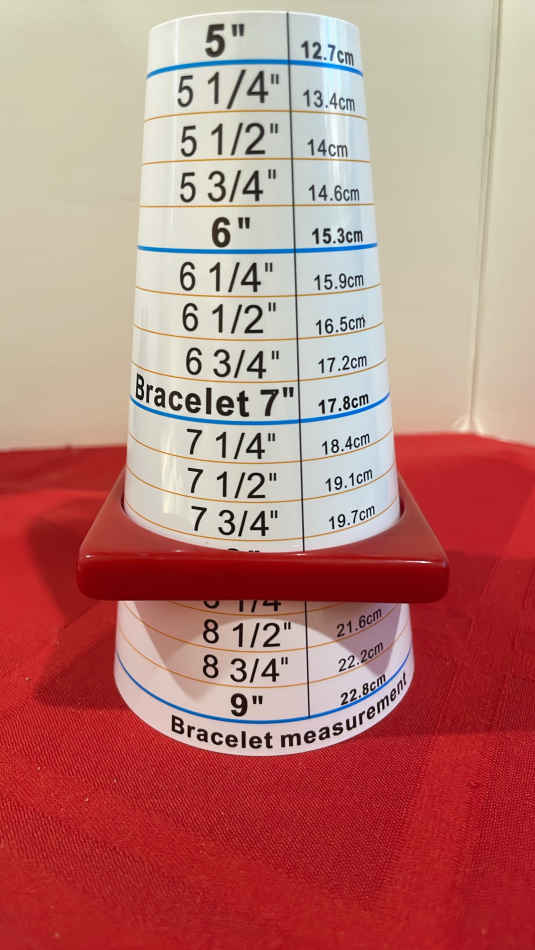 5" 12.7cm
5 1/4" 13.4cm
5 1/2" 14cm
5 3/4" 14.6cm
6" 15.3cm
6 1/4" 15.9cm
6 1/2" 16.5cm
6 3/4" 17.2cm
Bracelet 7" 17.8cm
7 1/4" 18.4cm
7 1/2" 19.1cm
7 3/4" 19.7cm
8 1/2" 21.6cm
8 3/4" 22.2cm
9" 22.8cm
Bracelet measurement